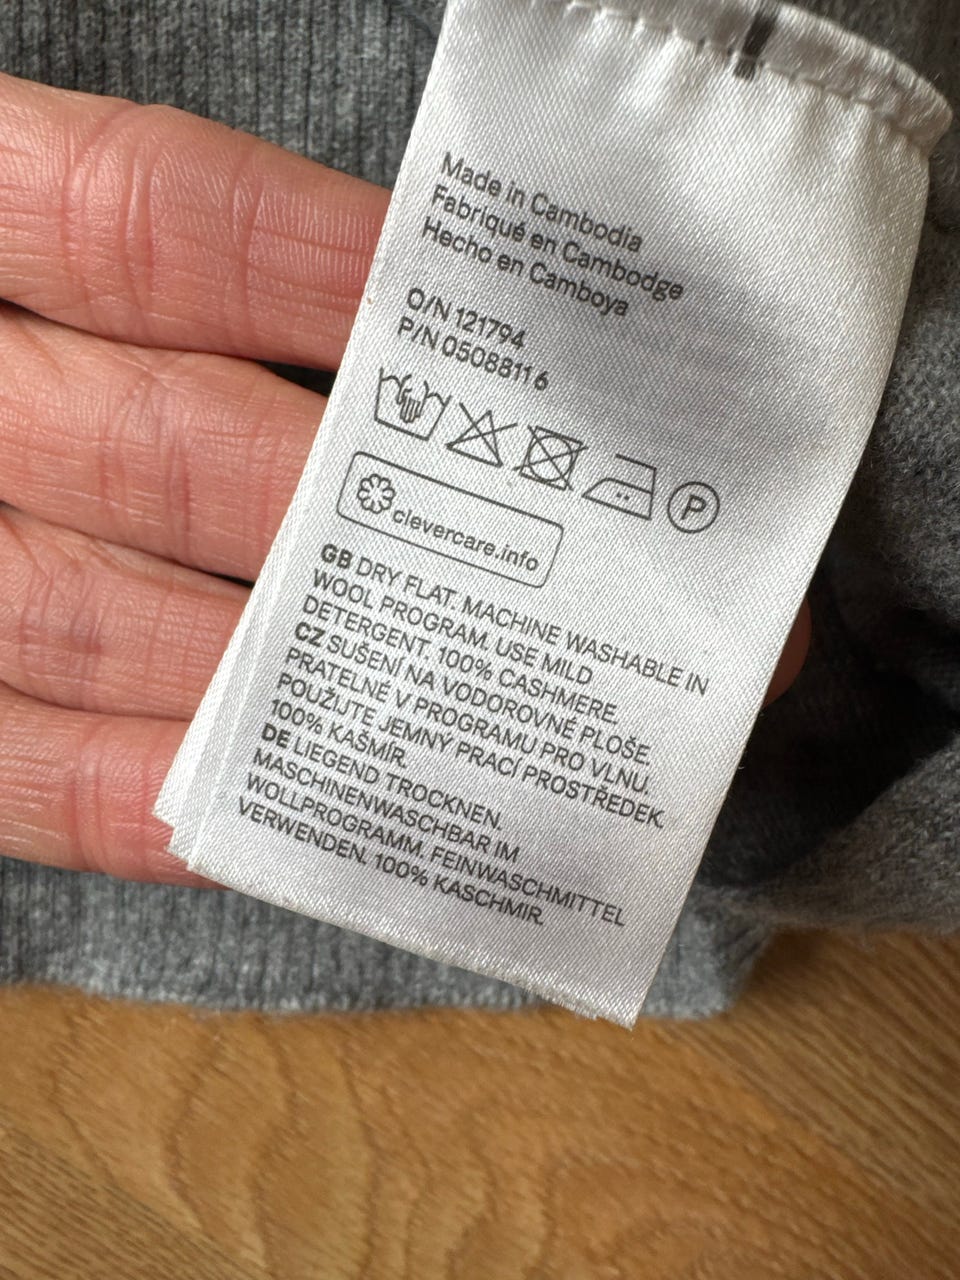 Made in Cambodia
Fabriqué en Cambodge
Hecho en Camboya
O/N 121794
P/N 05088116
P
clevercare.info
GB DRY FLAT. MACHINE WASHABLE IN
WOOL PROGRAM. USE MILD
DETERGENT. 100% CASHMERE.
CZ SUŠENÍ NA VODOROVNÉ PLOŠE.
PRATELNÉ V PROGRAMU PRO VLNU.
POUŽIJTE JEMNÝ PRACÍ PROSTŘEDEK.
100% KAŠMÍR.
DE LIEGEND TROCKNEN.
MASCHINENWASCHBAR IM
WOLLPROGRAMM. FEINWASCHMITTEL
VERWENDEN. 100% KASCHMIR.